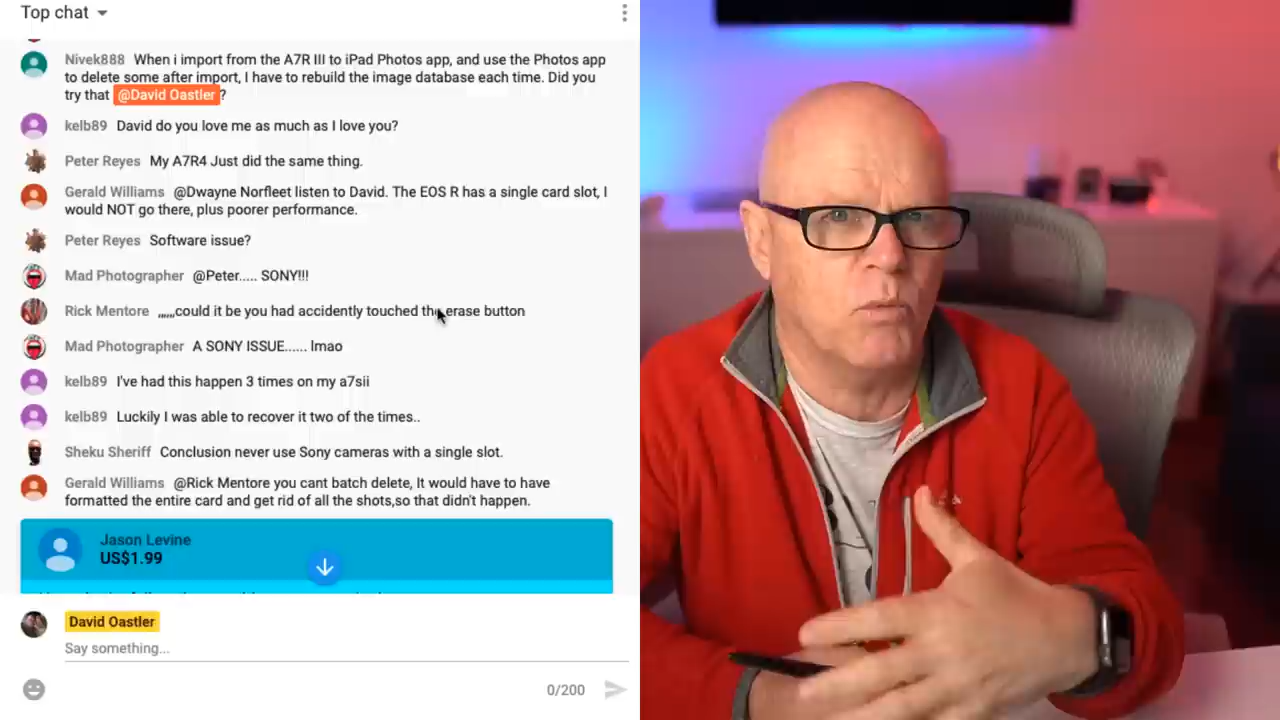 Top chat
Nivek888 When i import from the A7R III to iPad Photos app, and use the Photos app
to delete some after import, I have to rebuild the image database each time. Did you
try that @David Oastler ?
kelb89 David do you love me as much as I love you?
Peter Reyes My A7R4 Just did the same thing.
Gerald Williams @Dwayne Norfleet listen to David. The EOS R has a single card slot, I
would NOT go there, plus poorer performance.
Peter Reyes Software issue?
Mad Photographer @Peter..... SONY!!!
Rick Mentore ,,,,,,could it be you had accidently touched the erase button
Mad Photographer A SONY ISSUE...... lmao
kelb89 I've had this happen 3 times on my a7sii
kelb89 Luckily I was able to recover it two of the times..
Sheku Sheriff Conclusion never use Sony cameras with a single slot.
Gerald Williams @Rick Mentore you cant batch delete, It would have to have
formatted the entire card and get rid of all the shots,so that didn't happen.
Jason Levine
US$1.99
David Oastler
Say something...
0/200